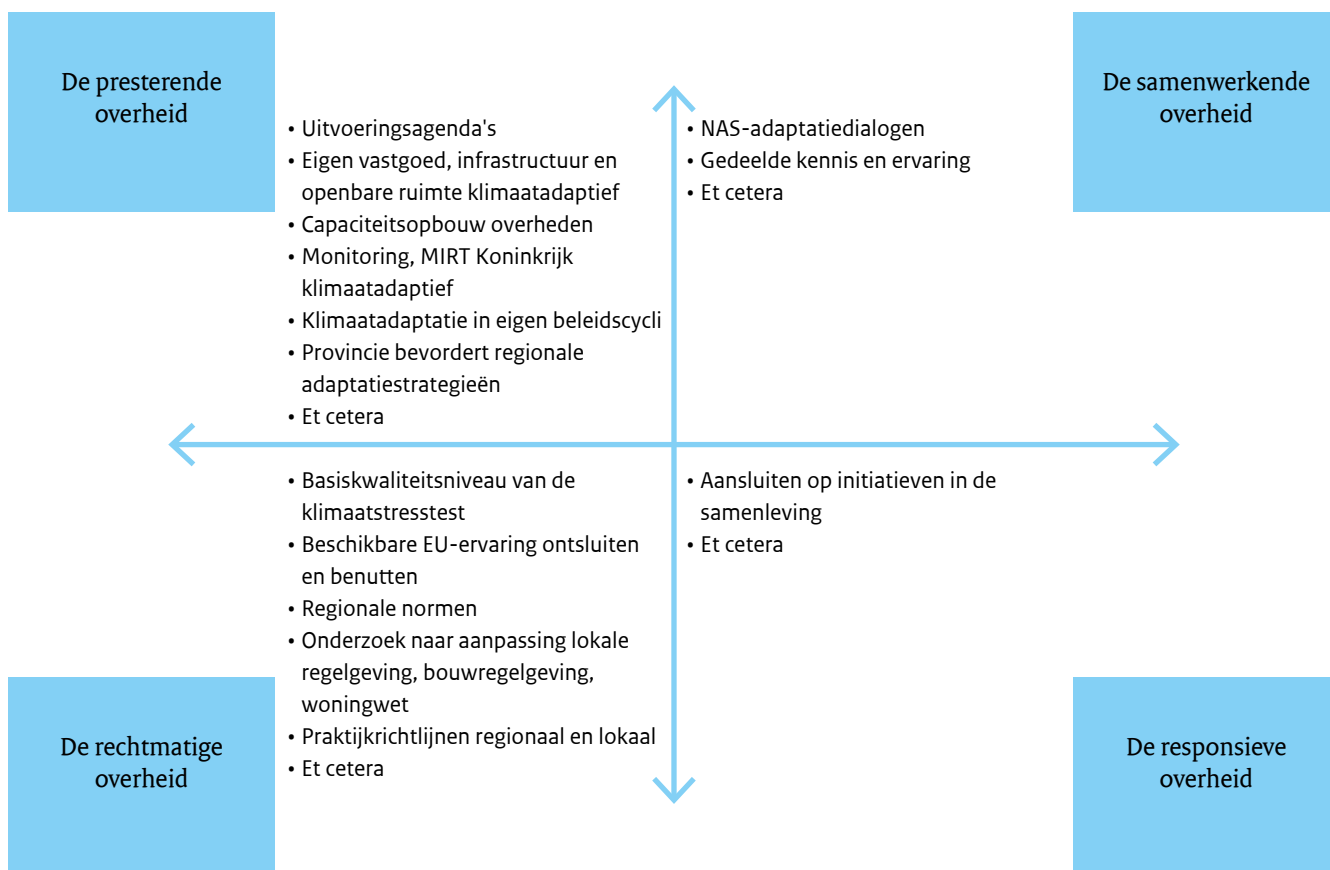 De presterende
overheid
• Uitvoeringsagenda's
• Eigen vastgoed, infrastructuur en
openbare ruimte klimaatadaptief
• Capaciteitsopbouw overheden
• Monitoring, MIRT Koninkrijk
klimaatadaptief
• Klimaatadaptatie in eigen beleidscycli
• Provincie bevordert regionale
adaptatiestrategieën
• Et cetera
De samenwerkende
overheid
• NAS-adaptatiedialogen
• Gedeelde kennis en ervaring
• Et cetera
De rechtmatige
overheid
• Basiskwaliteitsniveau van de
klimaatstresstest
• Beschikbare EU-ervaring ontsluiten
en benutten
• Regionale normen
• Onderzoek naar aanpassing lokale
regelgeving, bouwregelgeving,
woningwet
• Praktijkrichtlijnen regionaal en lokaal
• Et cetera
• Aansluiten op initiatieven in de
samenleving
• Et cetera
De responsieve
overheid